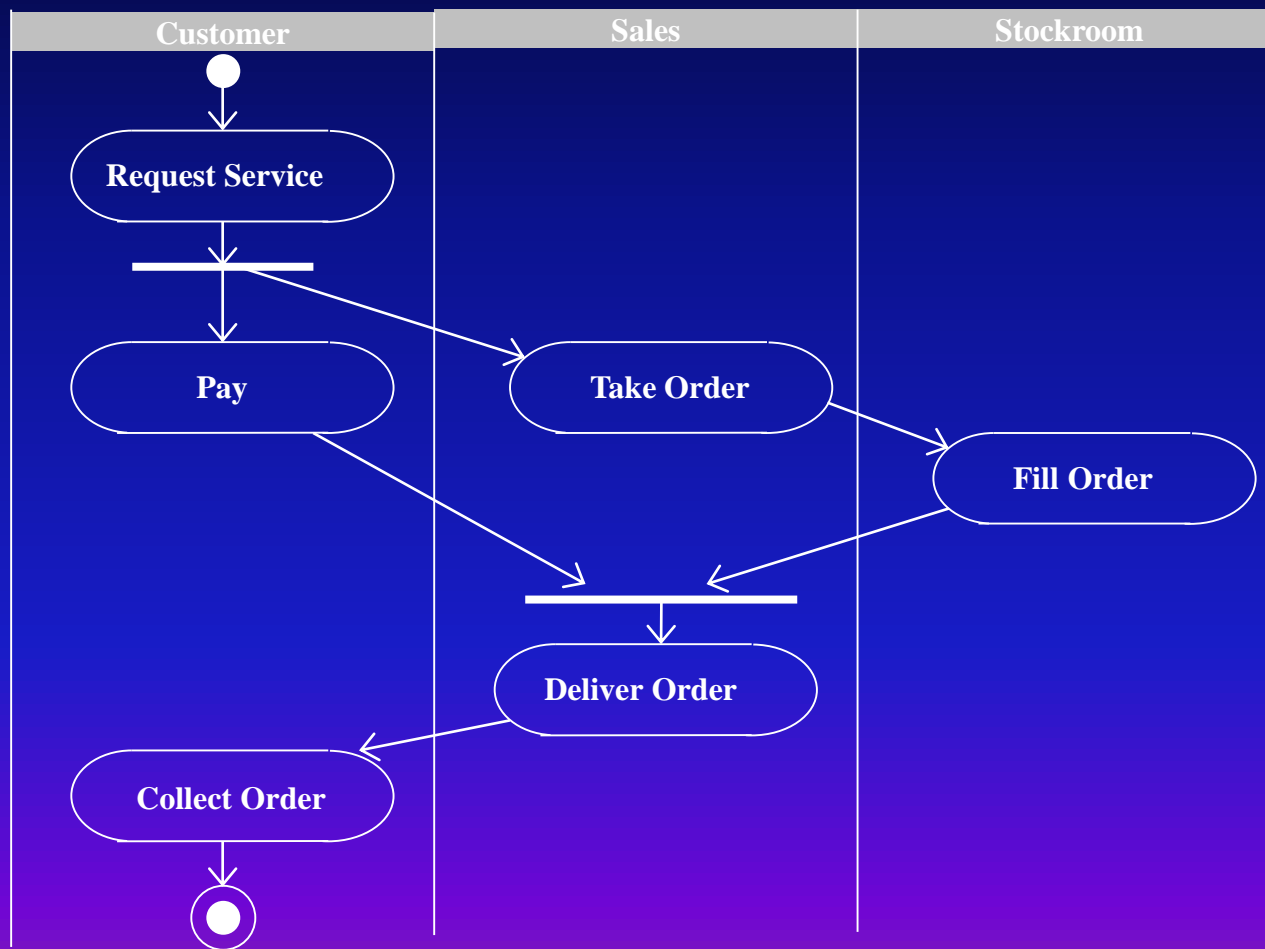 Customer
Sales
Stockroom
Request Service
Pay
Take Order
Fill Order
Deliver Order
Collect Order